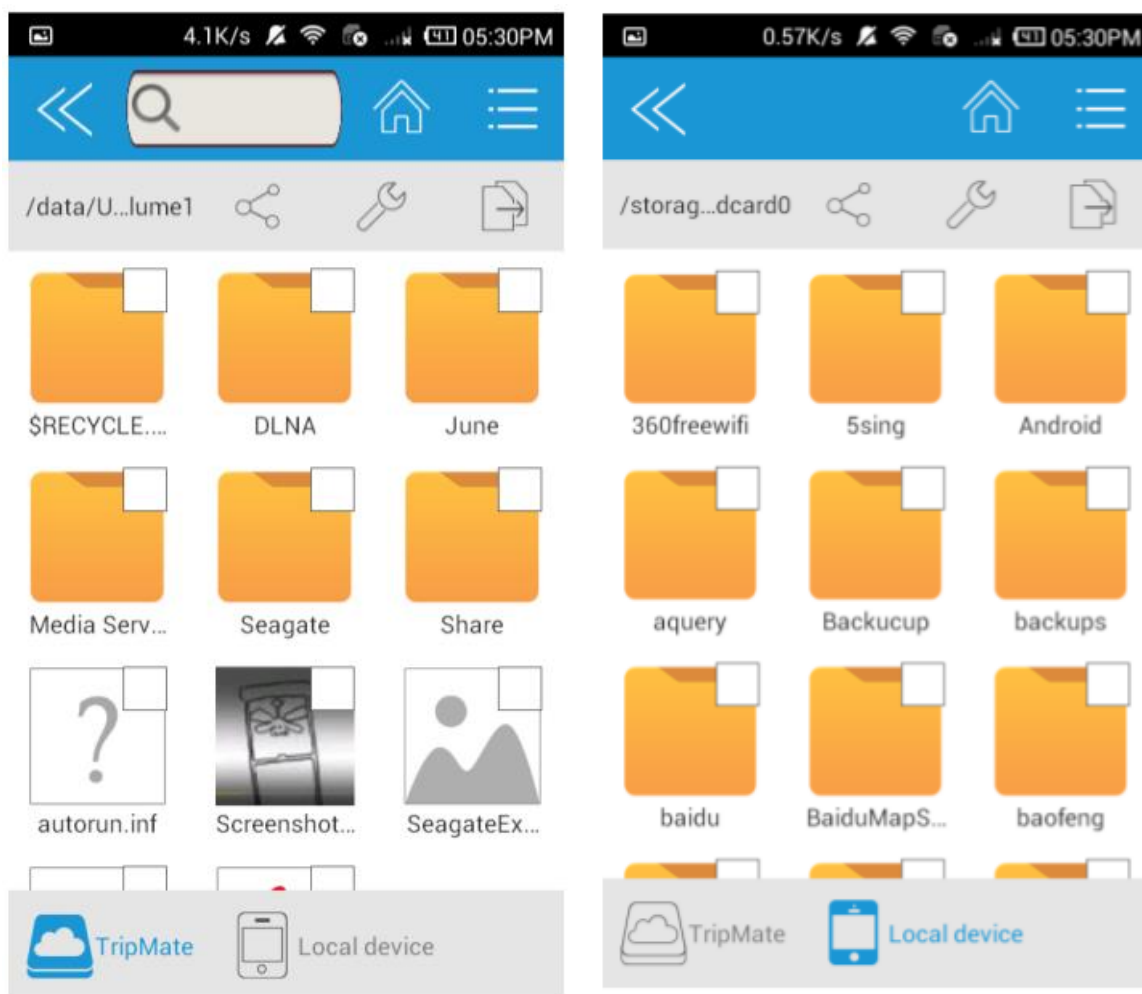 4.1K/s 41 05:30PM
/data/U...lume1
$RECYCLE.... DLNA June
Media Serv... Seagate Share
autorun.inf Screenshot... SeagateEx...
TripMate Local device
0.57K/s 41 05:30PM
/storag...dcard0
360freewifi 5sing Android
aquery Backucup backups
baidu BaiduMapS... baofeng
TripMate Local device